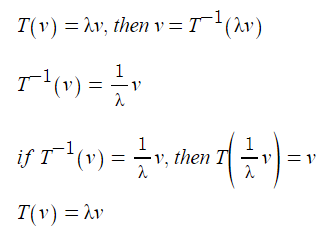 T(v) = λv, then v = T⁻¹(λv)
T⁻¹(v) = 1/λ v
if T⁻¹(v) = 1/λ v, then T(1/λ v) = v
T(v) = λv